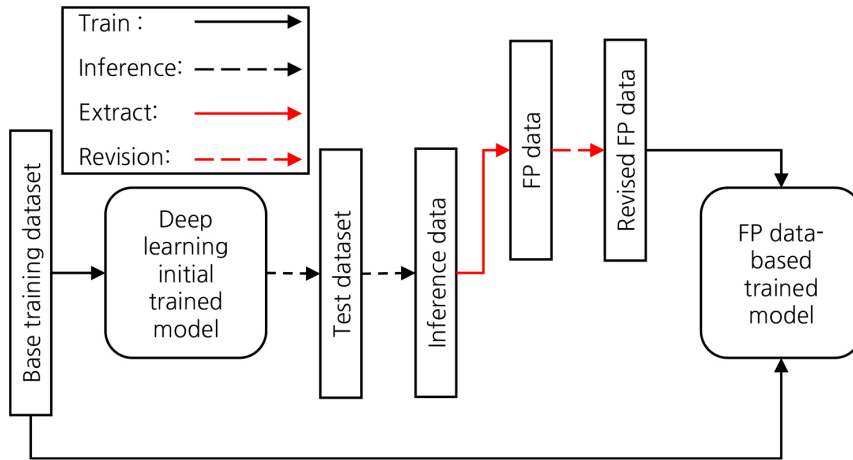 Train :
Inference:
Extract:
Revision:
Base training dataset
Deep
learning
initial
trained
model
Test dataset
Inference data
FP data
Revised FP data
FP data-
based
trained
model